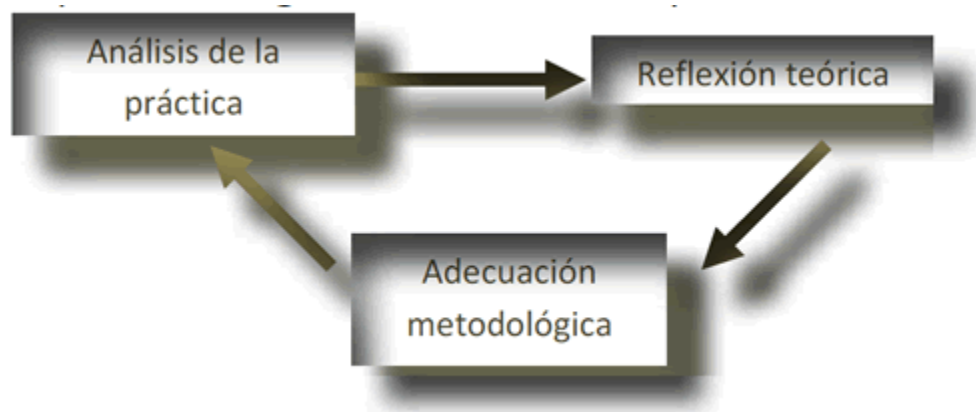 Análisis de la
práctica
Reflexión teórica
Adecuación
metodológica